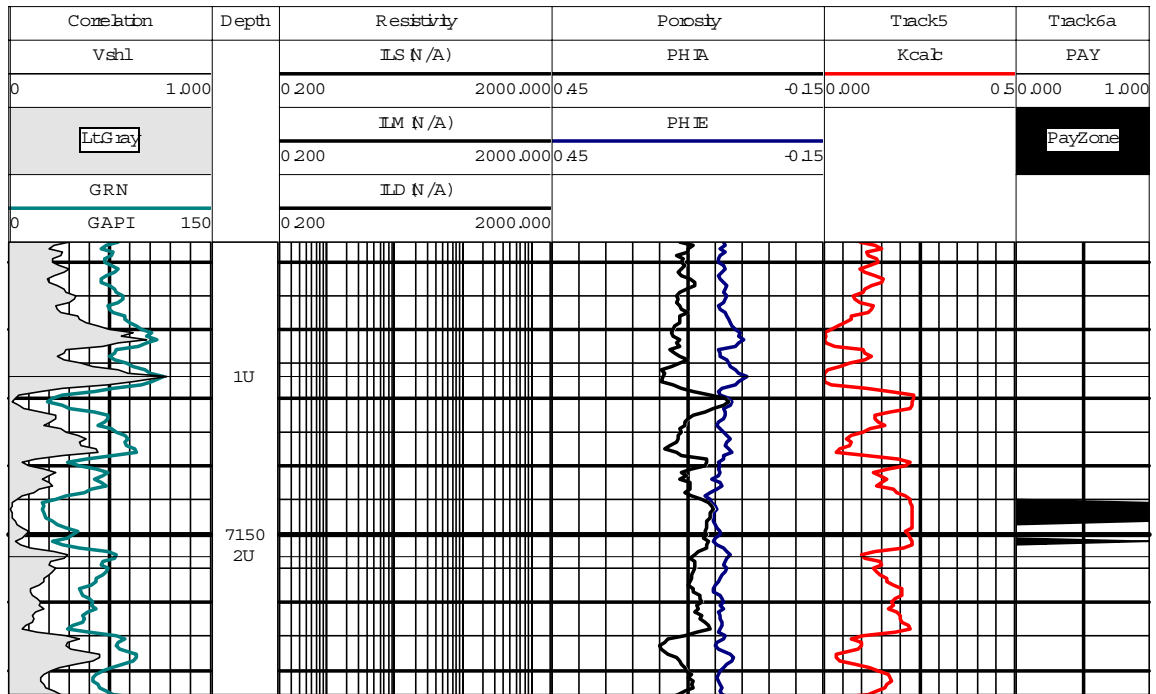 Correlation Depth Resistivity Porosity Track5 Track6a
Vshl ILS (N/A) PHIA Kcalc PAY
0 1.000 0.200 2000.000 0.45 -0.15 0.000 0.5 0.000 1.000
LtGray ILM (N/A) PHIE PayZone
0.200 2000.000 0.45 -0.15
GRN ILD (N/A)
0 GAPI 150 0.200 2000.000
1U
7150
2U